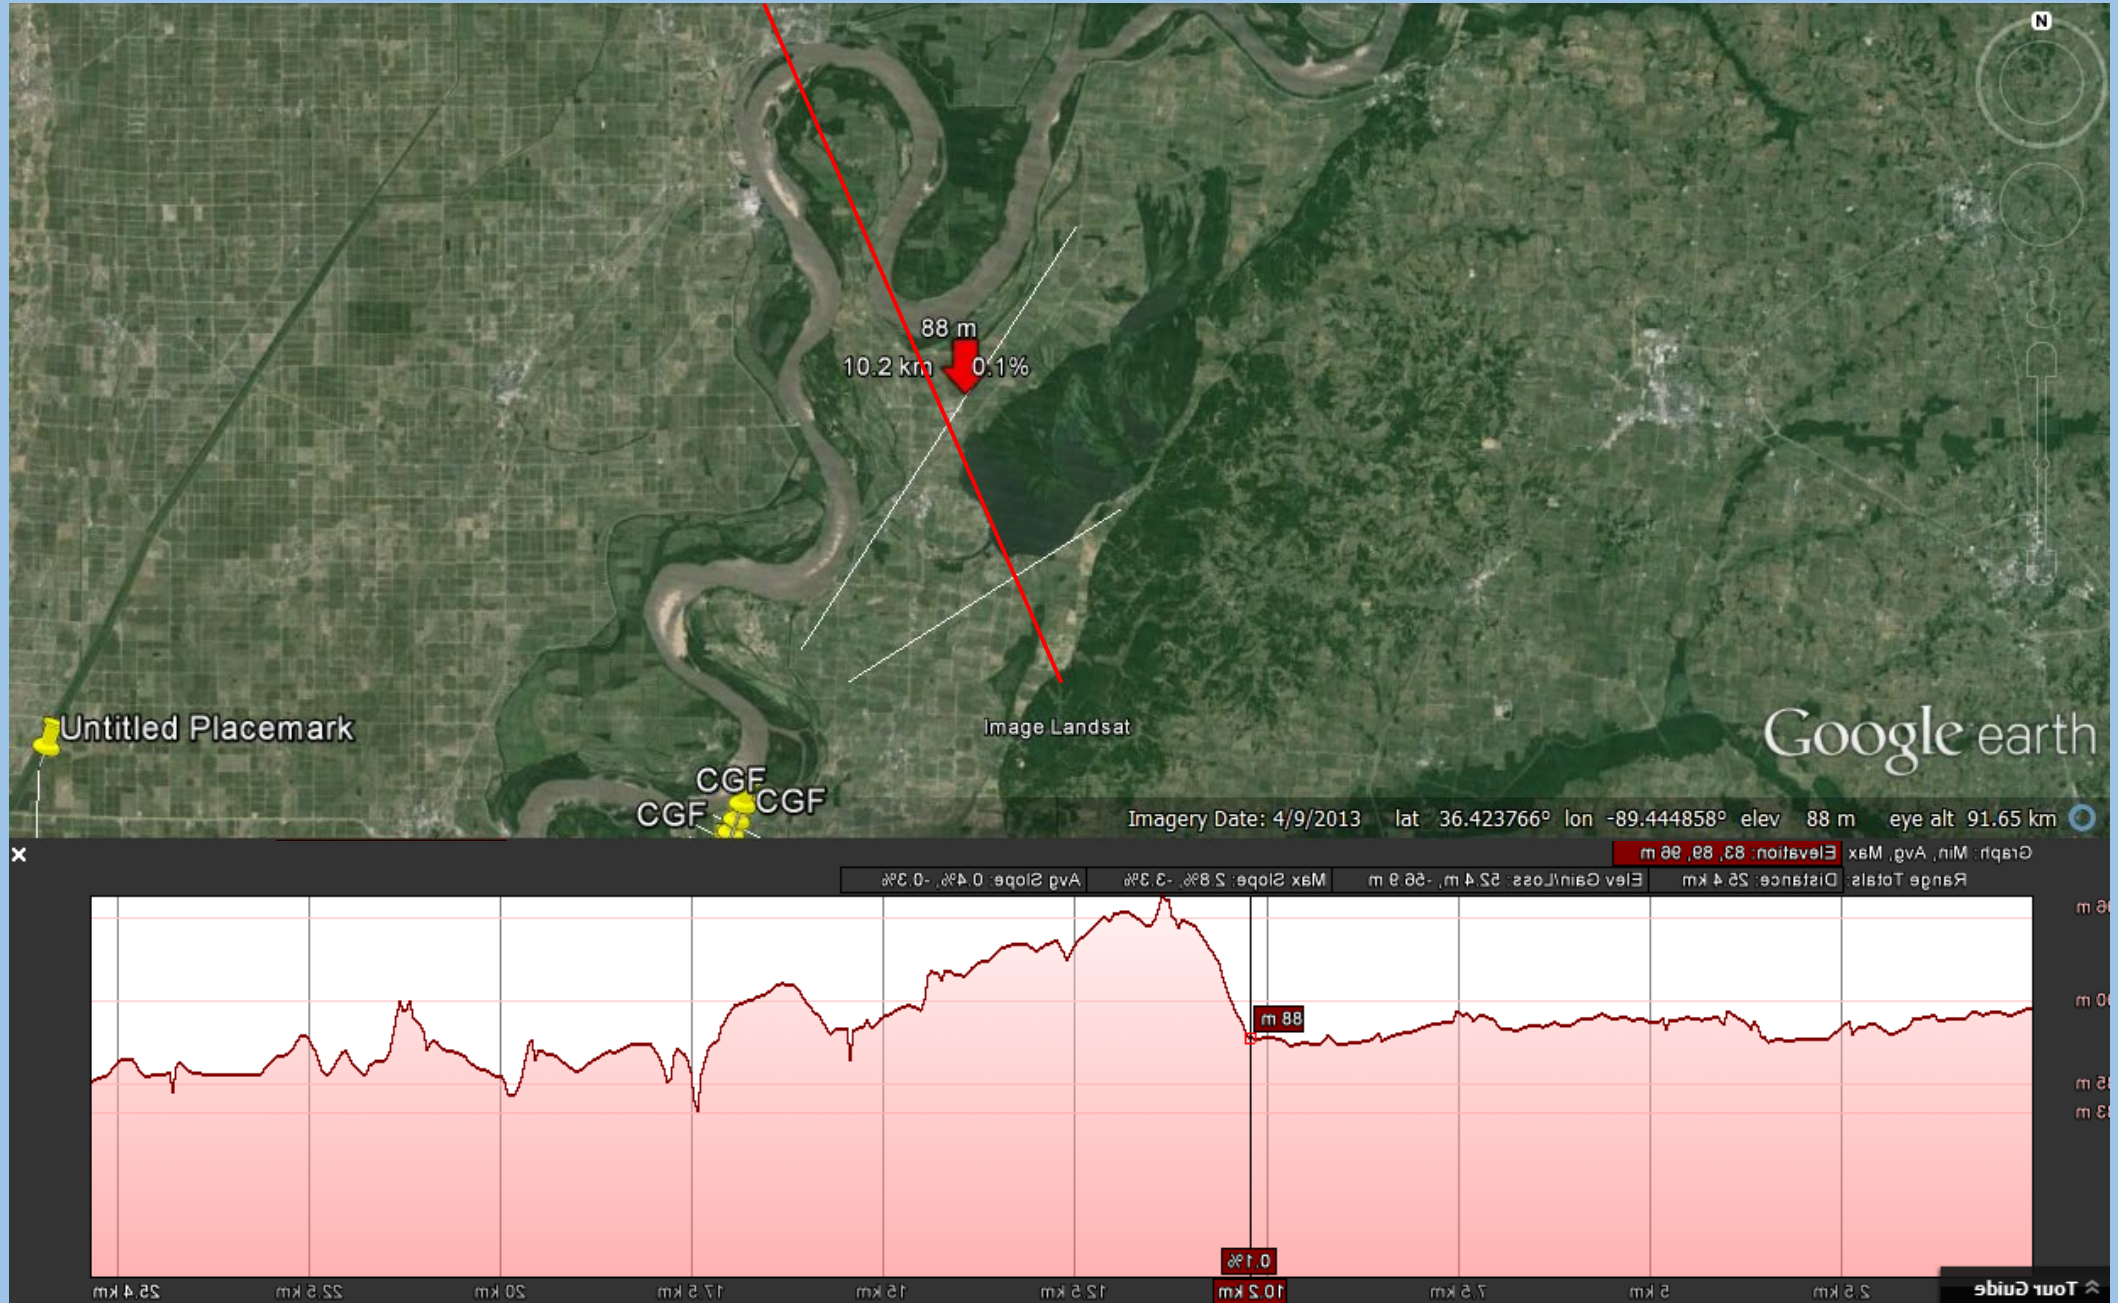 N
88 m
10.2 km 0.1%
Untitled Placemark
Image Landsat
CGF
CGF CGF
Google earth
Imagery Date: 4/9/2013 lat 36.423766° lon -89.444858° elev 88 m eye alt 91.65 km
Graph: Min, Avg, Max Elevation: 83, 89, 96 m
Range Totals: Distance: 25.4 km Elev Gain/Loss: 52.4 m, -56.9 m Max Slope: 2.8%, -3.3% Avg Slope: 0.4%, -0.3%
96 m
90 m
88 m
85 m
83 m
0.1%
25.4 km 22.5 km 20 km 17.5 km 15 km 12.5 km 10.2 km 7.5 km 5 km 2.5 km
Tour Guide